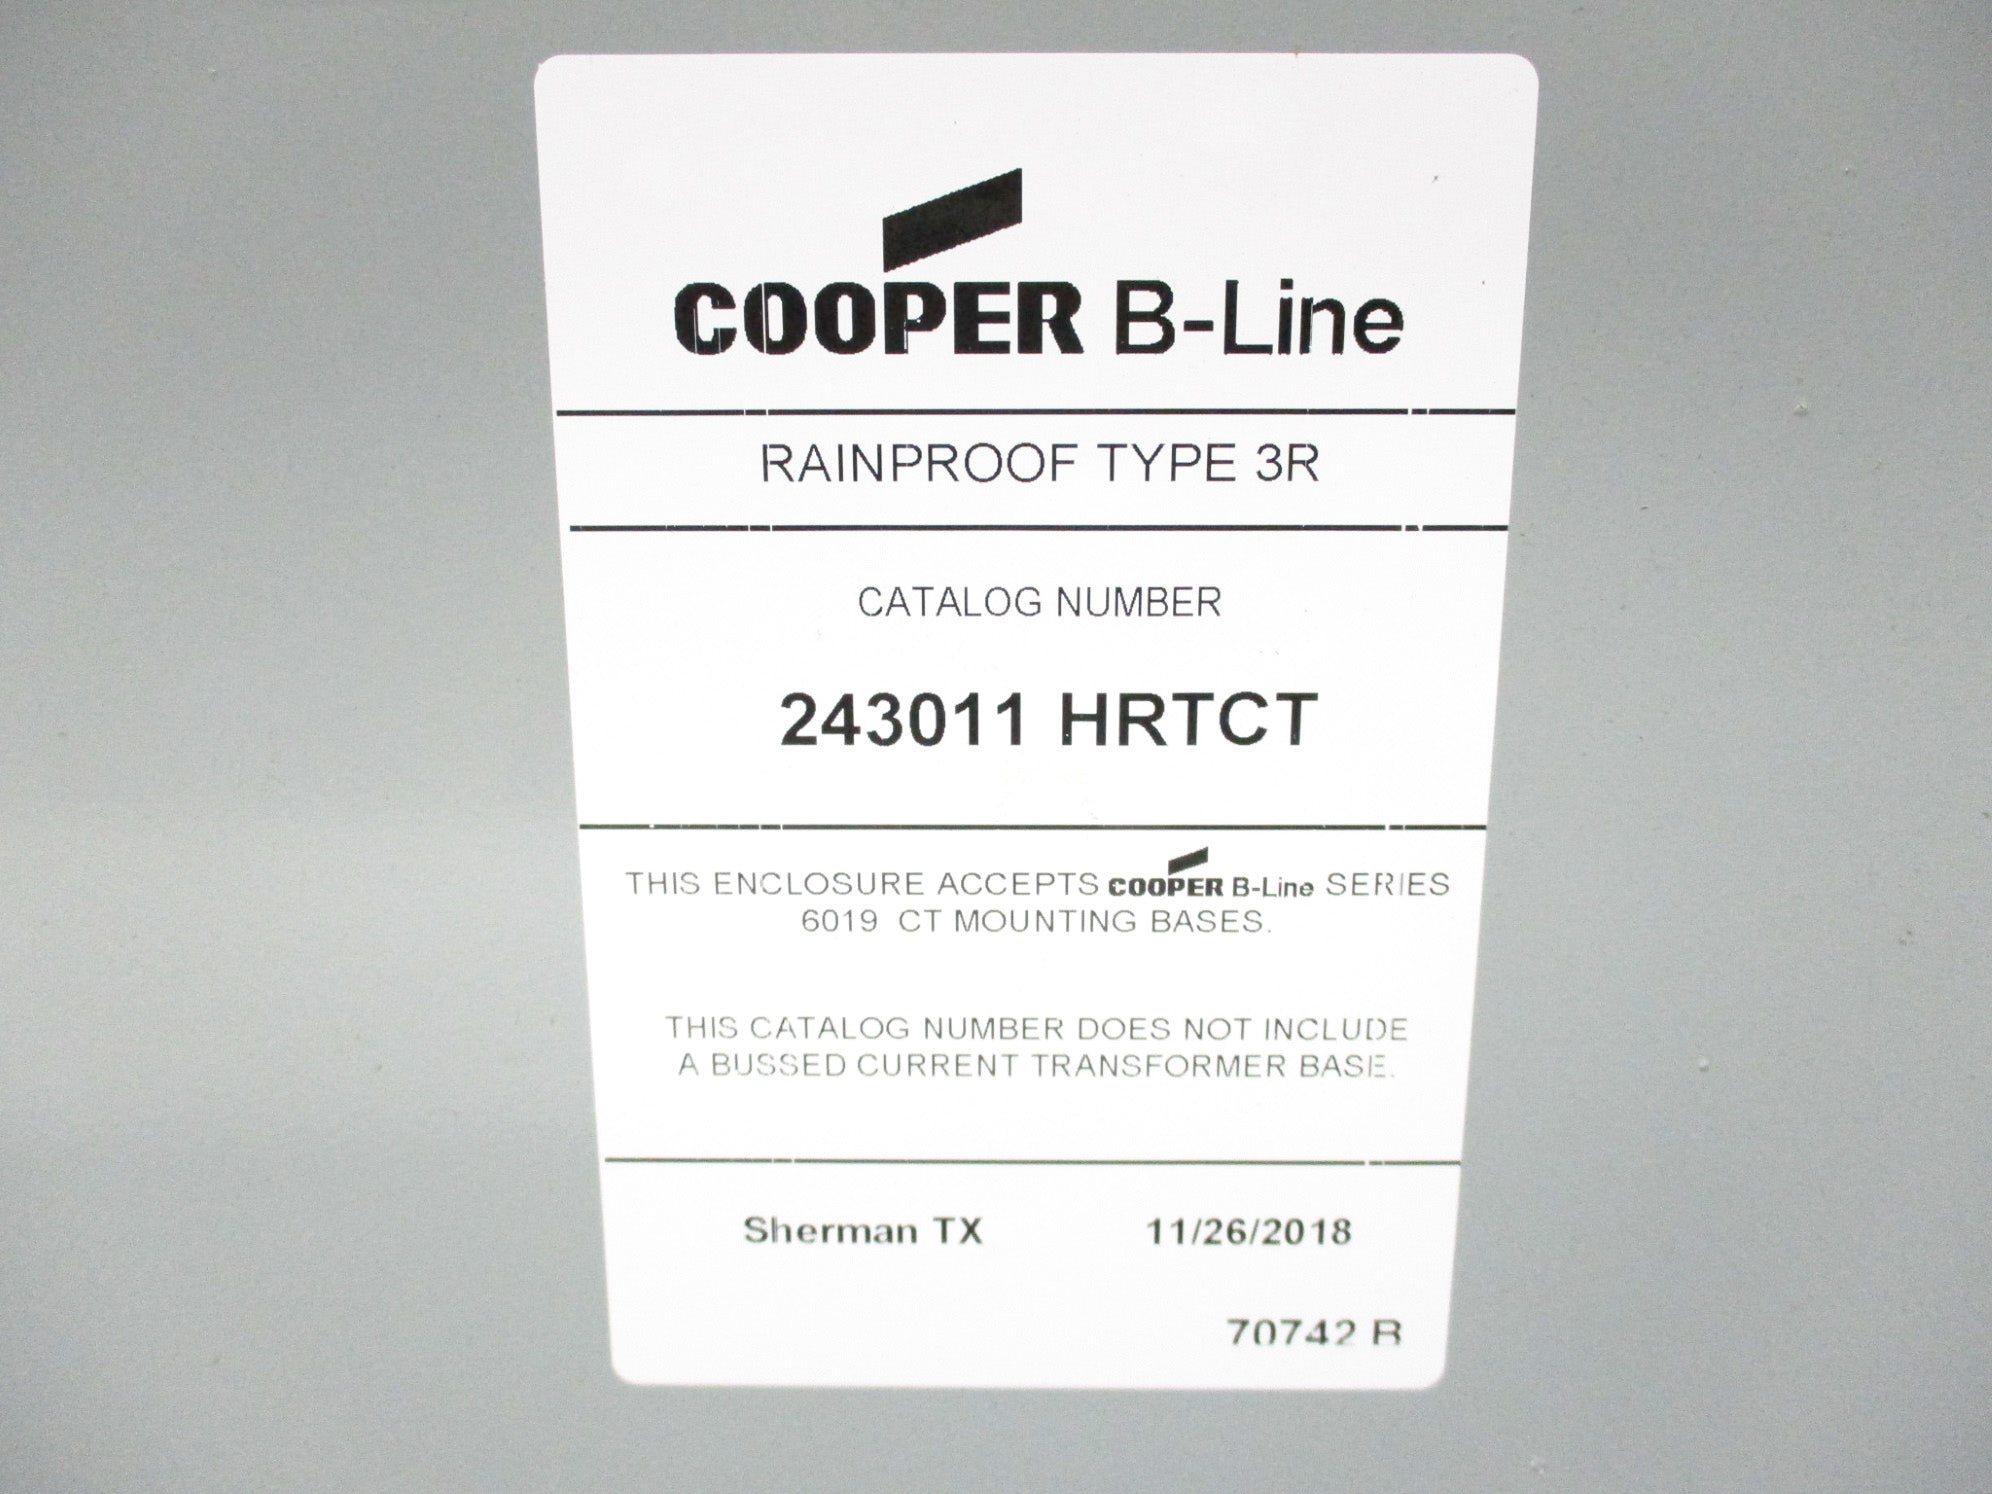 COOPER B-Line
RAINPROOF TYPE 3R
CATALOG NUMBER
243011 HRTCT
THIS ENCLOSURE ACCEPTS COOPER B-Line SERIES
6019 CT MOUNTING BASES.
THIS CATALOG NUMBER DOES NOT INCLUDE
A BUSSED CURRENT TRANSFORMER BASE.
Sherman TX 11/26/2018
70742